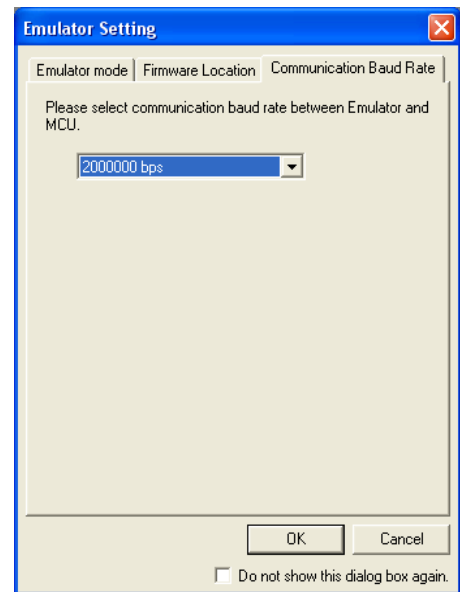 Emulator Setting
Emulator mode Firmware Location Communication Baud Rate
Please select communication baud rate between Emulator and
MCU.
2000000 bps
OK Cancel
Do not show this dialog box again.